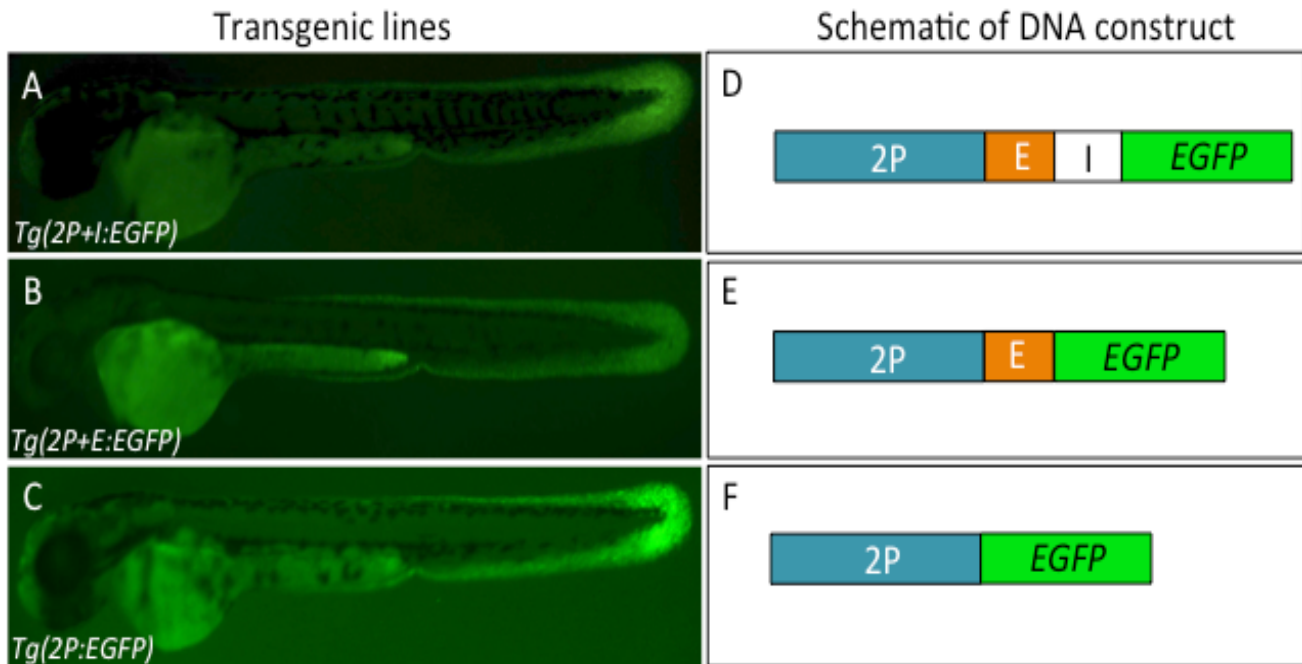 Transgenic lines
Schematic of DNA construct
A
Tg(2P+I:EGFP)
D
2P E I EGFP
B
Tg(2P+E:EGFP)
E
2P E EGFP
C
Tg(2P:EGFP)
F
2P EGFP